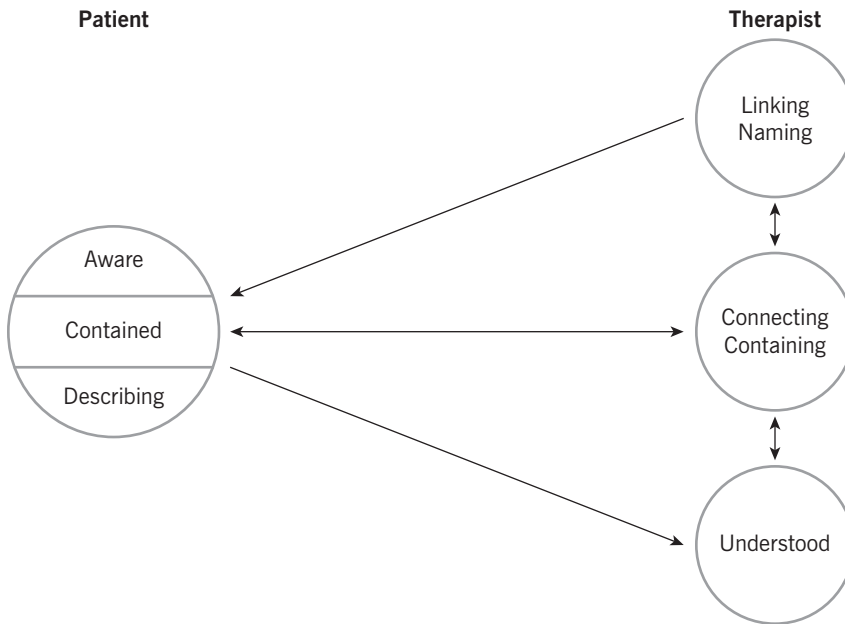 Patient
Therapist
Linking
Naming
Aware
Contained
Describing
Connecting
Containing
Understood